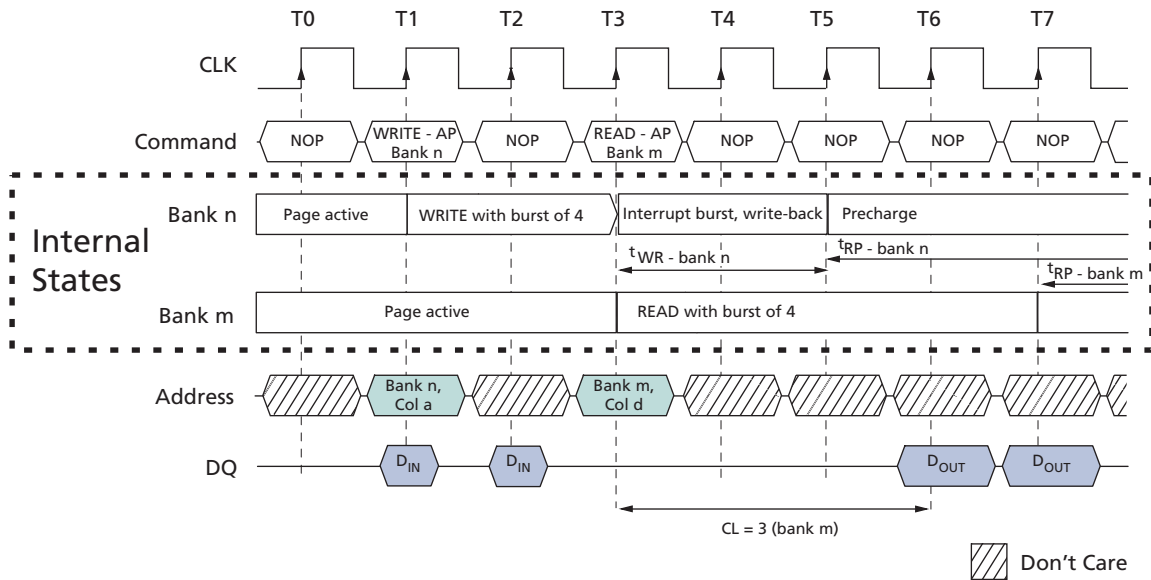 T0 T1 T2 T3 T4 T5 T6 T7
CLK
Command NOP WRITE - AP Bank n NOP READ - AP Bank m NOP NOP NOP NOP
Internal States
Bank n Page active WRITE with burst of 4 Interrupt burst, write-back Precharge
tWR - bank n tRP - bank n
tRP - bank m
Bank m Page active READ with burst of 4
Address Bank n, Col a Bank m, Col d
DQ DIN DIN DOUT DOUT
CL = 3 (bank m)
Don't Care